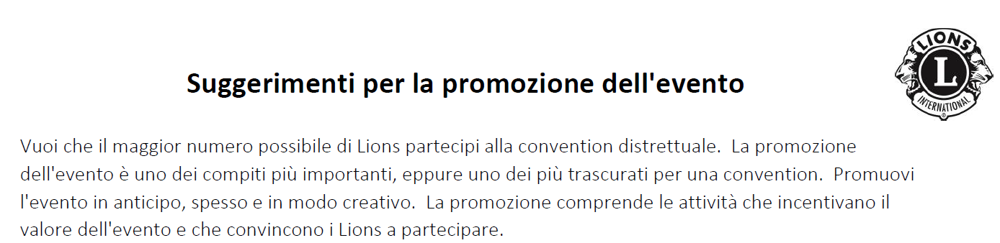 LIONS
L
INTERNATIONAL
®
Suggerimenti per la promozione dell'evento
Vuoi che il maggior numero possibile di Lions partecipi alla convention distrettuale.  La promozione
dell'evento è uno dei compiti più importanti, eppure uno dei più trascurati per una convention.  Promuovi
l'evento in anticipo, spesso e in modo creativo.  La promozione comprende le attività che incentivano il
valore dell'evento e che convincono i Lions a partecipare.